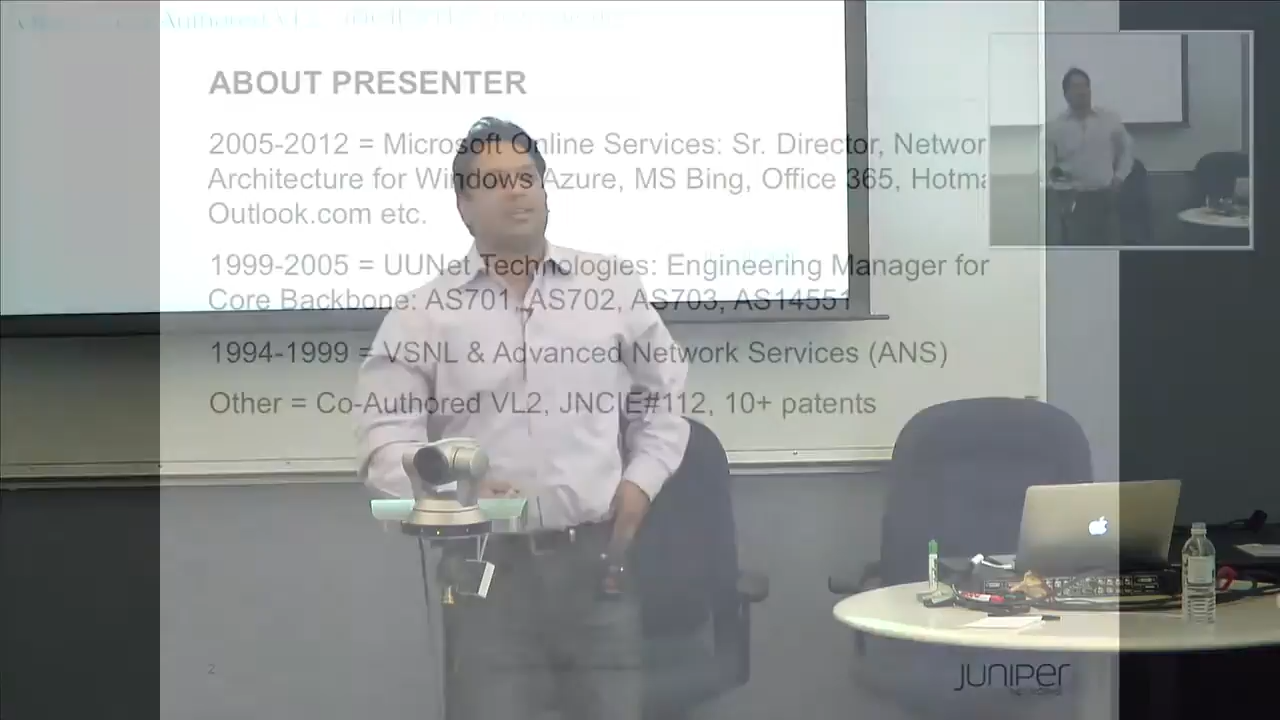 ABOUT PRESENTER
2005-2012 = Microsoft Online Services: Sr. Director, Networ
Architecture for Windows Azure, MS Bing, Office 365, Hotma
Outlook.com etc.
1999-2005 = UUNet Technologies: Engineering Manager for
Core Backbone: AS701, AS702, AS703, AS14551
1994-1999 = VSNL & Advanced Network Services (ANS)
Other = Co-Authored VL2, JNCIE#112, 10+ patents
2
JUNIPER
NETWORKS